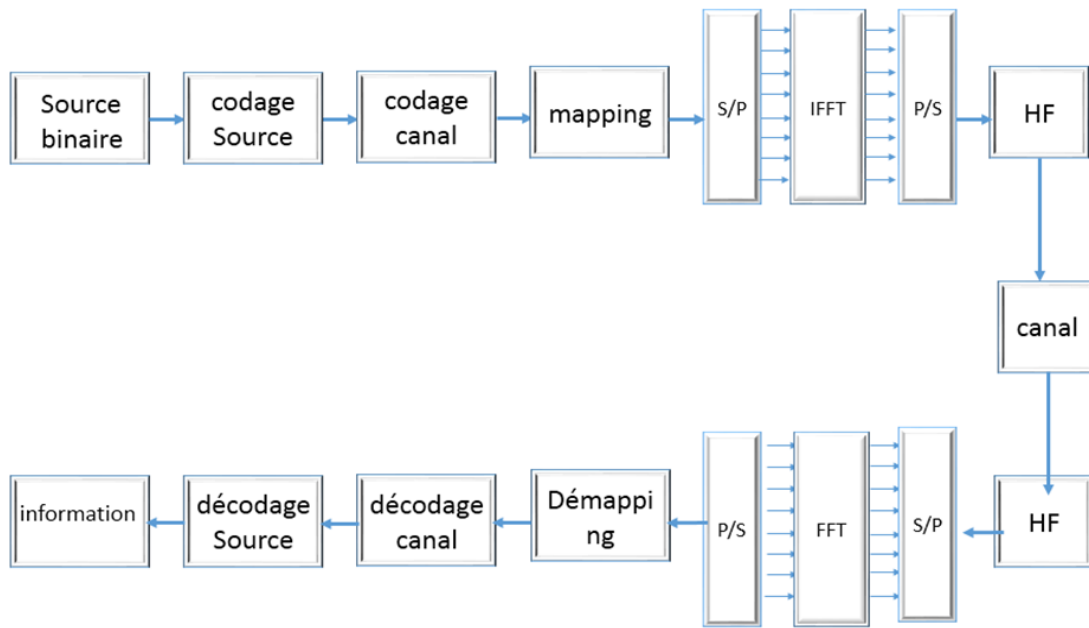 Source
binaire
codage
Source
codage
canal
mapping
S/P
IFFT
P/S
HF
canal
information
décodage
Source
décodage
canal
Démappi
ng
P/S
FFT
S/P
HF